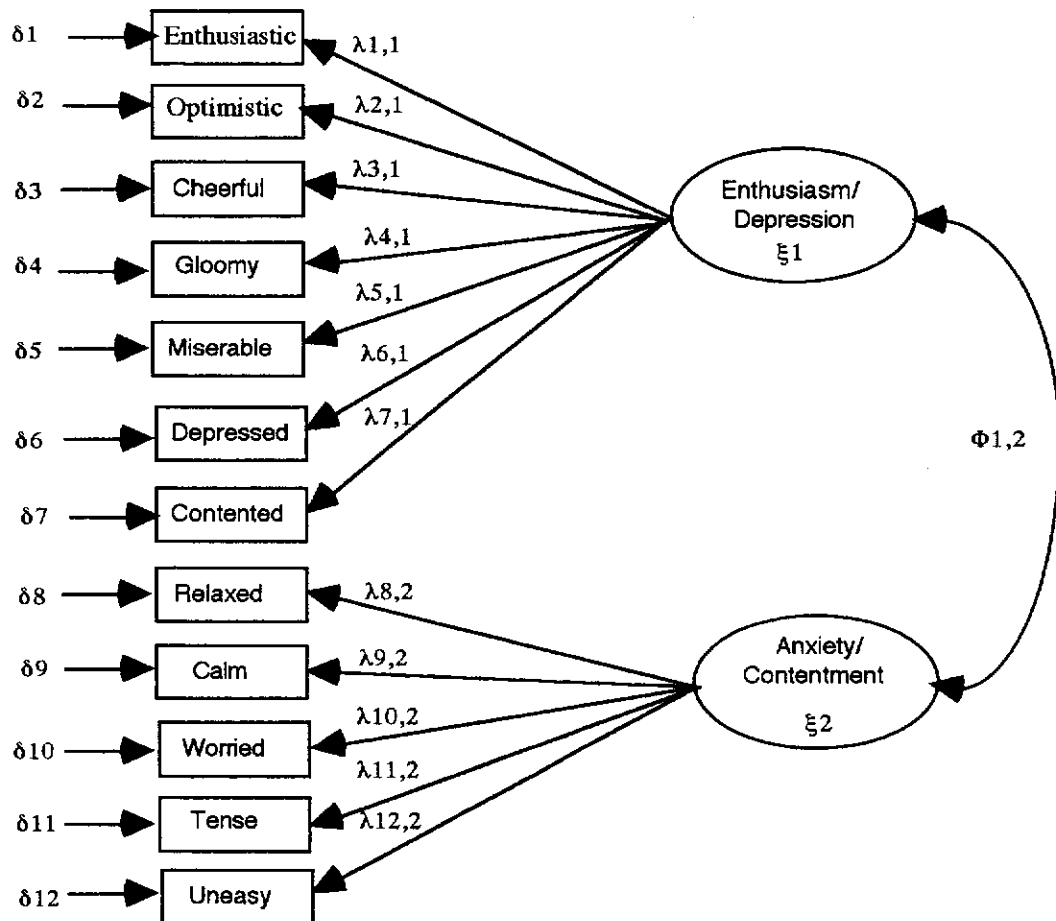 δ1
Enthusiastic
λ1,1
δ2
Optimistic
λ2,1
δ3
Cheerful
λ3,1
Enthusiasm/
Depression
ξ1
δ4
Gloomy
λ4,1
δ5
Miserable
λ5,1
δ6
Depressed
λ6,1
δ7
Contented
λ7,1
Φ1,2
δ8
Relaxed
λ8,2
δ9
Calm
λ9,2
Anxiety/
Contentment
ξ2
δ10
Worried
λ10,2
δ11
Tense
λ11,2
δ12
Uneasy
λ12,2